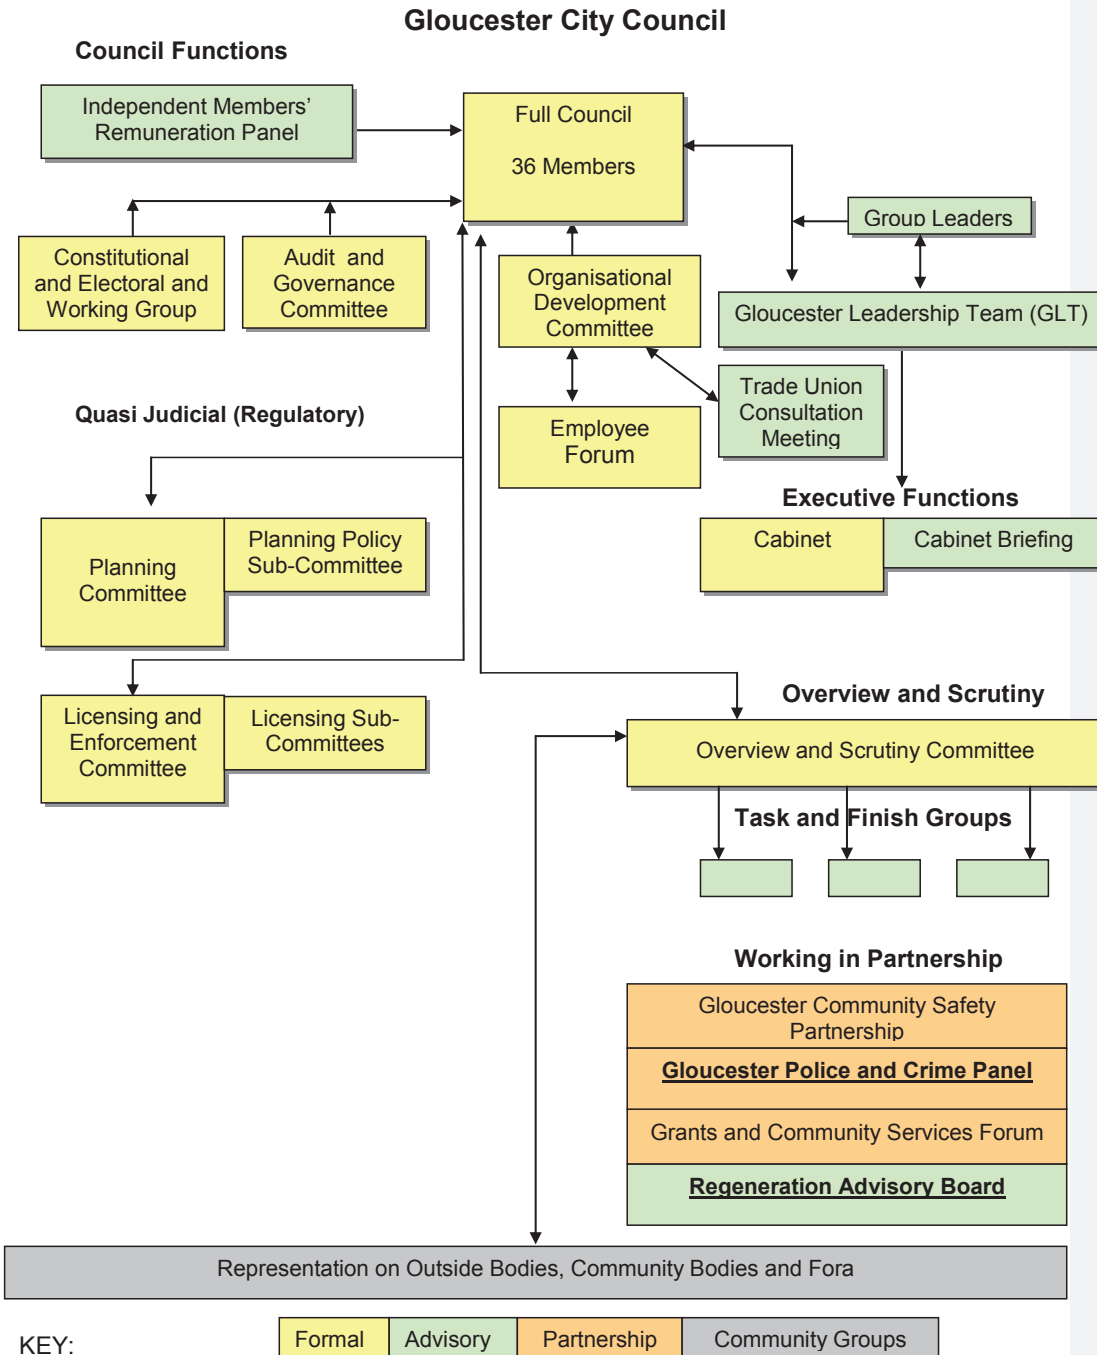 Gloucester City Council
Council Functions
Independent Members’
Remuneration Panel
Full Council
36 Members
Group Leaders
Constitutional
and Electoral and
Working Group
Audit and
Governance
Committee
Organisational
Development
Committee
Gloucester Leadership Team (GLT)
Trade Union
Consultation
Meeting
Quasi Judicial (Regulatory)
Employee
Forum
Executive Functions
Planning
Committee
Planning Policy
Sub-Committee
Cabinet
Cabinet Briefing
Licensing and
Enforcement
Committee
Licensing Sub-
Committees
Overview and Scrutiny
Overview and Scrutiny Committee
Task and Finish Groups
Working in Partnership
Gloucester Community Safety
Partnership
Gloucester Police and Crime Panel
Grants and Community Services Forum
Regeneration Advisory Board
Representation on Outside Bodies, Community Bodies and Fora
KEY:
Formal
Advisory
Partnership
Community Groups